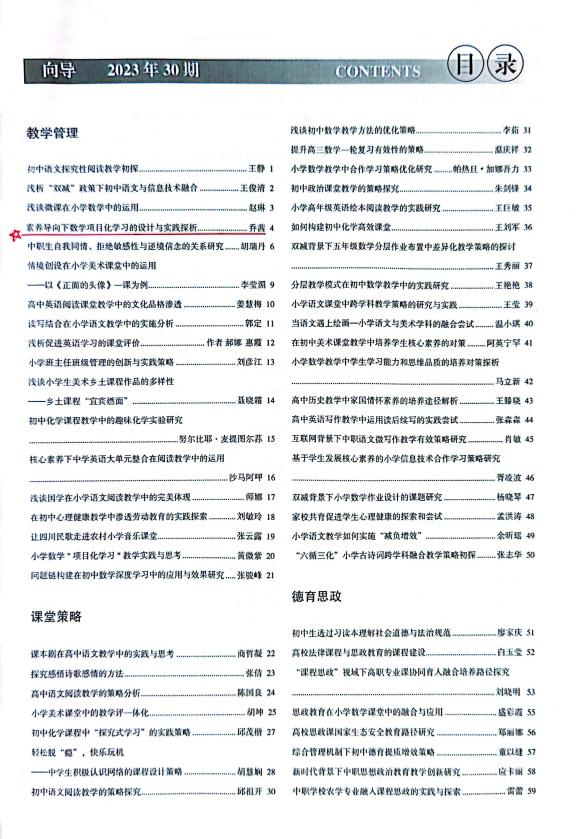 向导 2023年30期 CONTENTS 目录
教学管理
初中语文探究性阅读教学初探 王静 1
浅析“双减”政策下初中语文与信息技术融合 王俊清 2
浅谈微课在小学数学中的运用 赵琳 3
素养导向下数学项目化学习的设计与实践探析 乔茜 4
中职生自我同情、拒绝敏感性与逆境信念的关系研究 胡瑞丹 6
情境创设在小学美术课堂中的运用
——以《正面的头像》一课为例 李莹湄 9
高中英语阅读课堂教学中的文化品格渗透 姜慧梅 10
读写结合在小学语文教学中的实施分析 郭定 11
浅析促进英语学习的课堂评价 作者 郝娜 惠霞 12
小学班主任班级管理的创新与实践策略 刘彦江 13
浅谈小学生美术乡土课程作品的多样性
——乡土课程“宜宾燃面” 聂晓霜 14
初中化学课程教学中的趣味化学实验研究
努尔比耶·麦提图尔荪 15
核心素养下中学英语大单元整合在阅读教学中的运用
沙马阿呷 16
浅谈国学在小学语文阅读教学中的完美体现 师娜 17
在初中心理健康教学中渗透劳动教育的实践探索 刘敏玲 18
让四川民歌走进农村小学音乐课堂 张云露 19
小学数学＂项目化学习＂教学实践与思考 黄微紫 20
问题链构建在初中数学深度学习中的应用与效果研究 张骏峰 21
课堂策略
课本剧在高中语文教学中的实践与思考 商哲凝 22
探究感悟诗歌感情的方法 张倩 23
高中语文阅读教学的策略分析 陈国良 24
小学美术课堂中的教学评一体化 胡坤 25
初中化学课程中“探究式学习”的实践策略 邱茂楷 27
轻松脱“瘾”，快乐玩机
——中学生积极认识网络的课程设计策略 胡慧娴 28
初中语文阅读教学的策略探究 邱祖开 30
浅谈初中数学教学方法的优化策略 李茹 31
提升高三数学一轮复习有效性的策略 温庆祥 32
小学数学教学中合作学习策略优化研究 帕热旦·加娜吾力 33
初中政治课堂教学的策略探究 朱剑锋 34
小学高年级英语绘本阅读教学的实践研究 王巨敏 35
如何构建初中化学高效课堂 王刘军 36
双减背景下五年级数学分层作业布置中差异化教学策略的探讨
王秀丽 37
分层教学模式在初中数学教学中的实践研究 王艳艳 38
小学语文课堂中跨学科教学策略的研究与实践 王莹 39
当语文遇上绘画—小学语文与美术学科的融合尝试 温小琪 40
在初中美术课堂教学中培养学生核心素养的对策 阿英宁罕 41
小学数学教学中学生学习能力和思维品质的培养对策探析
马立新 42
高中历史教学中家国情怀素养的培养途径解析 王滕晓 43
高中英语写作教学中运用读后续写的实践尝试 张淼淼 44
互联网背景下中职语文微写作教学有效策略研究 肖敏 45
基于学生发展核心素养的小学信息技术合作学习策略研究
胥凌波 46
双减背景下小学数学作业设计的课题研究 杨晓琴 47
家校共育促进学生心理健康的探索和尝试 孟洪涛 48
小学语文教学如何实施“减负增效” 余昕瑶 49
“六循三化”小学古诗词跨学科融合教学策略初探 张志华 50
德育思政
初中生透过习读本理解社会道德与法治规范 廖家庆 51
高校法律课程与思政教育的课程建设 白玉莹 52
“课程思政”视域下高职专业课协同育人融合培养路径探究
刘晓明 53
思政教育在小学数学课堂中的融合与应用 盛彩霞 55
高校思政课国家生态安全教育路径研究 郑丽娜 56
综合管理机制下初中德育提质增效策略 童以缝 57
新时代背景下中职思想政治教育教学创新研究 应卡丽 58
中职学校农学专业融入课程思政的实践与探索 雷蕾 59